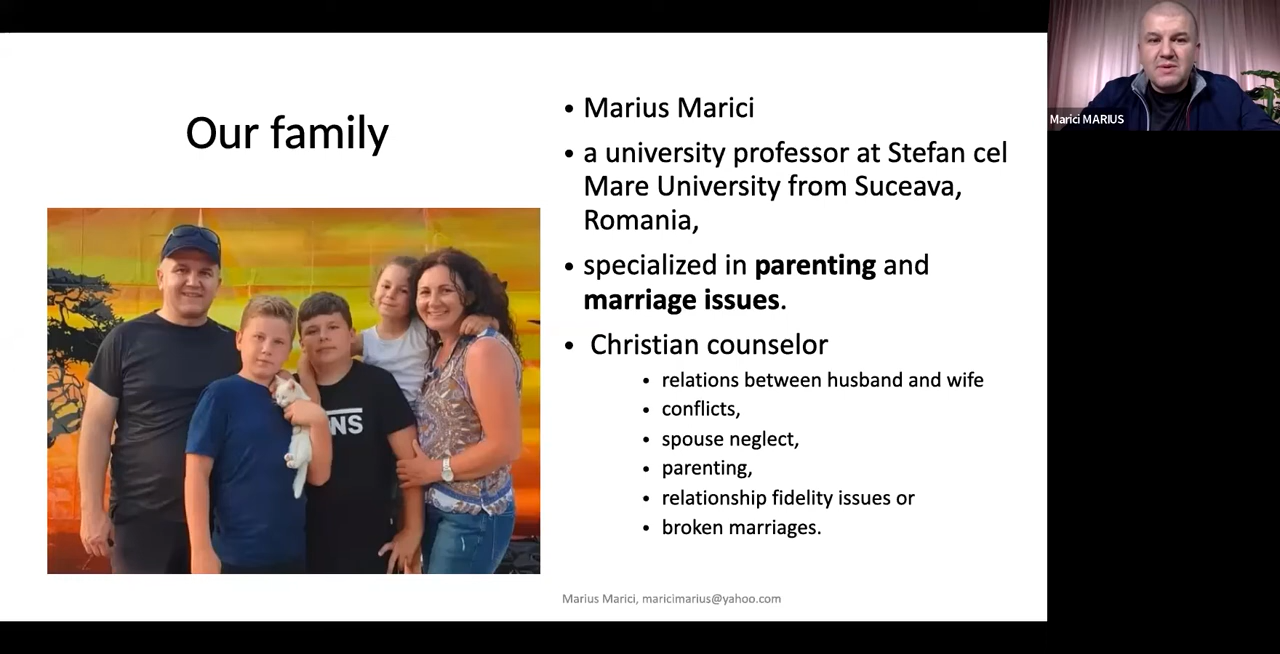 Our family
• Marius Marici
• a university professor at Stefan cel
Mare University from Suceava,
Romania,
• specialized in parenting and
marriage issues.
• Christian counselor
• relations between husband and wife
• conflicts,
• spouse neglect,
• parenting,
• relationship fidelity issues or
• broken marriages.
NS
Marius Marici, maricimarius@yahoo.com
Marici MARIUS